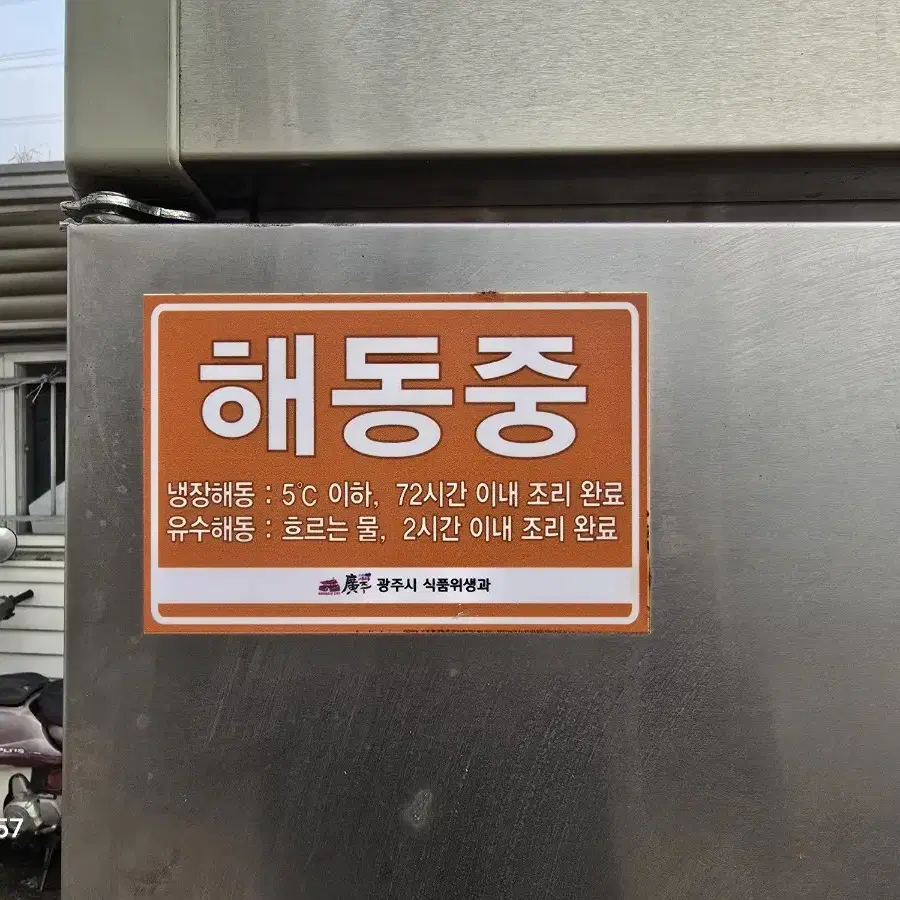 해동중
냉장해동 : 5℃ 이하, 72시간 이내 조리 완료
유수해동 : 흐르는 물, 2시간 이내 조리 완료
廣주 광주시 식품위생과
57